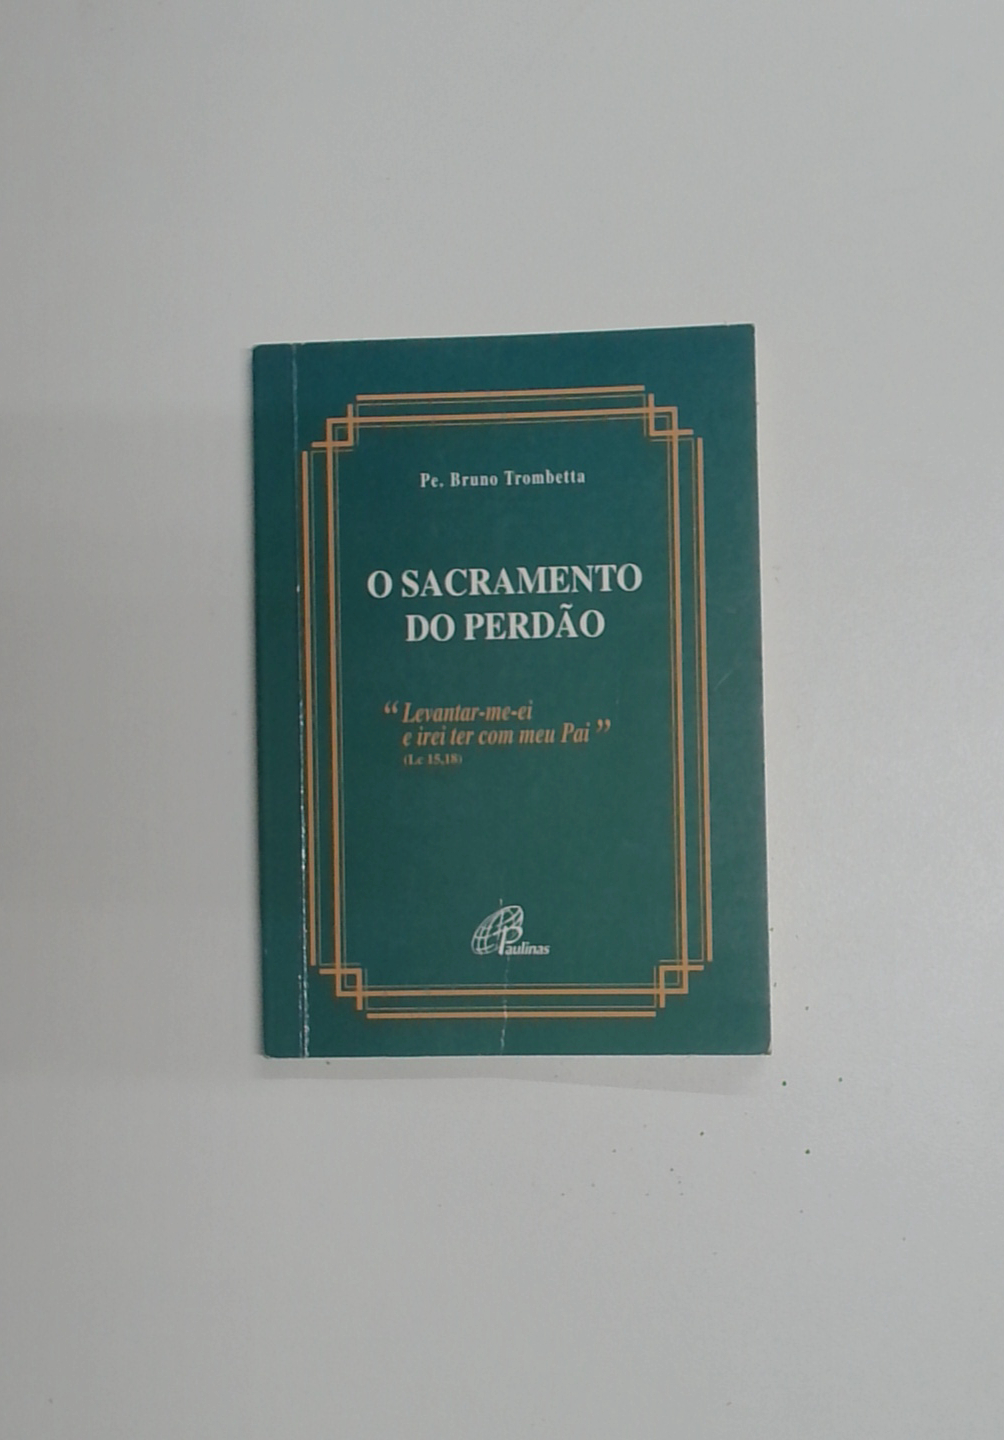 Pe. Bruno Trombetta
O SACRAMENTO
DO PERDÃO
“ Levantar-me-ei
e irei ter com meu Pai ”
(Lc 15,18)
Paulinas